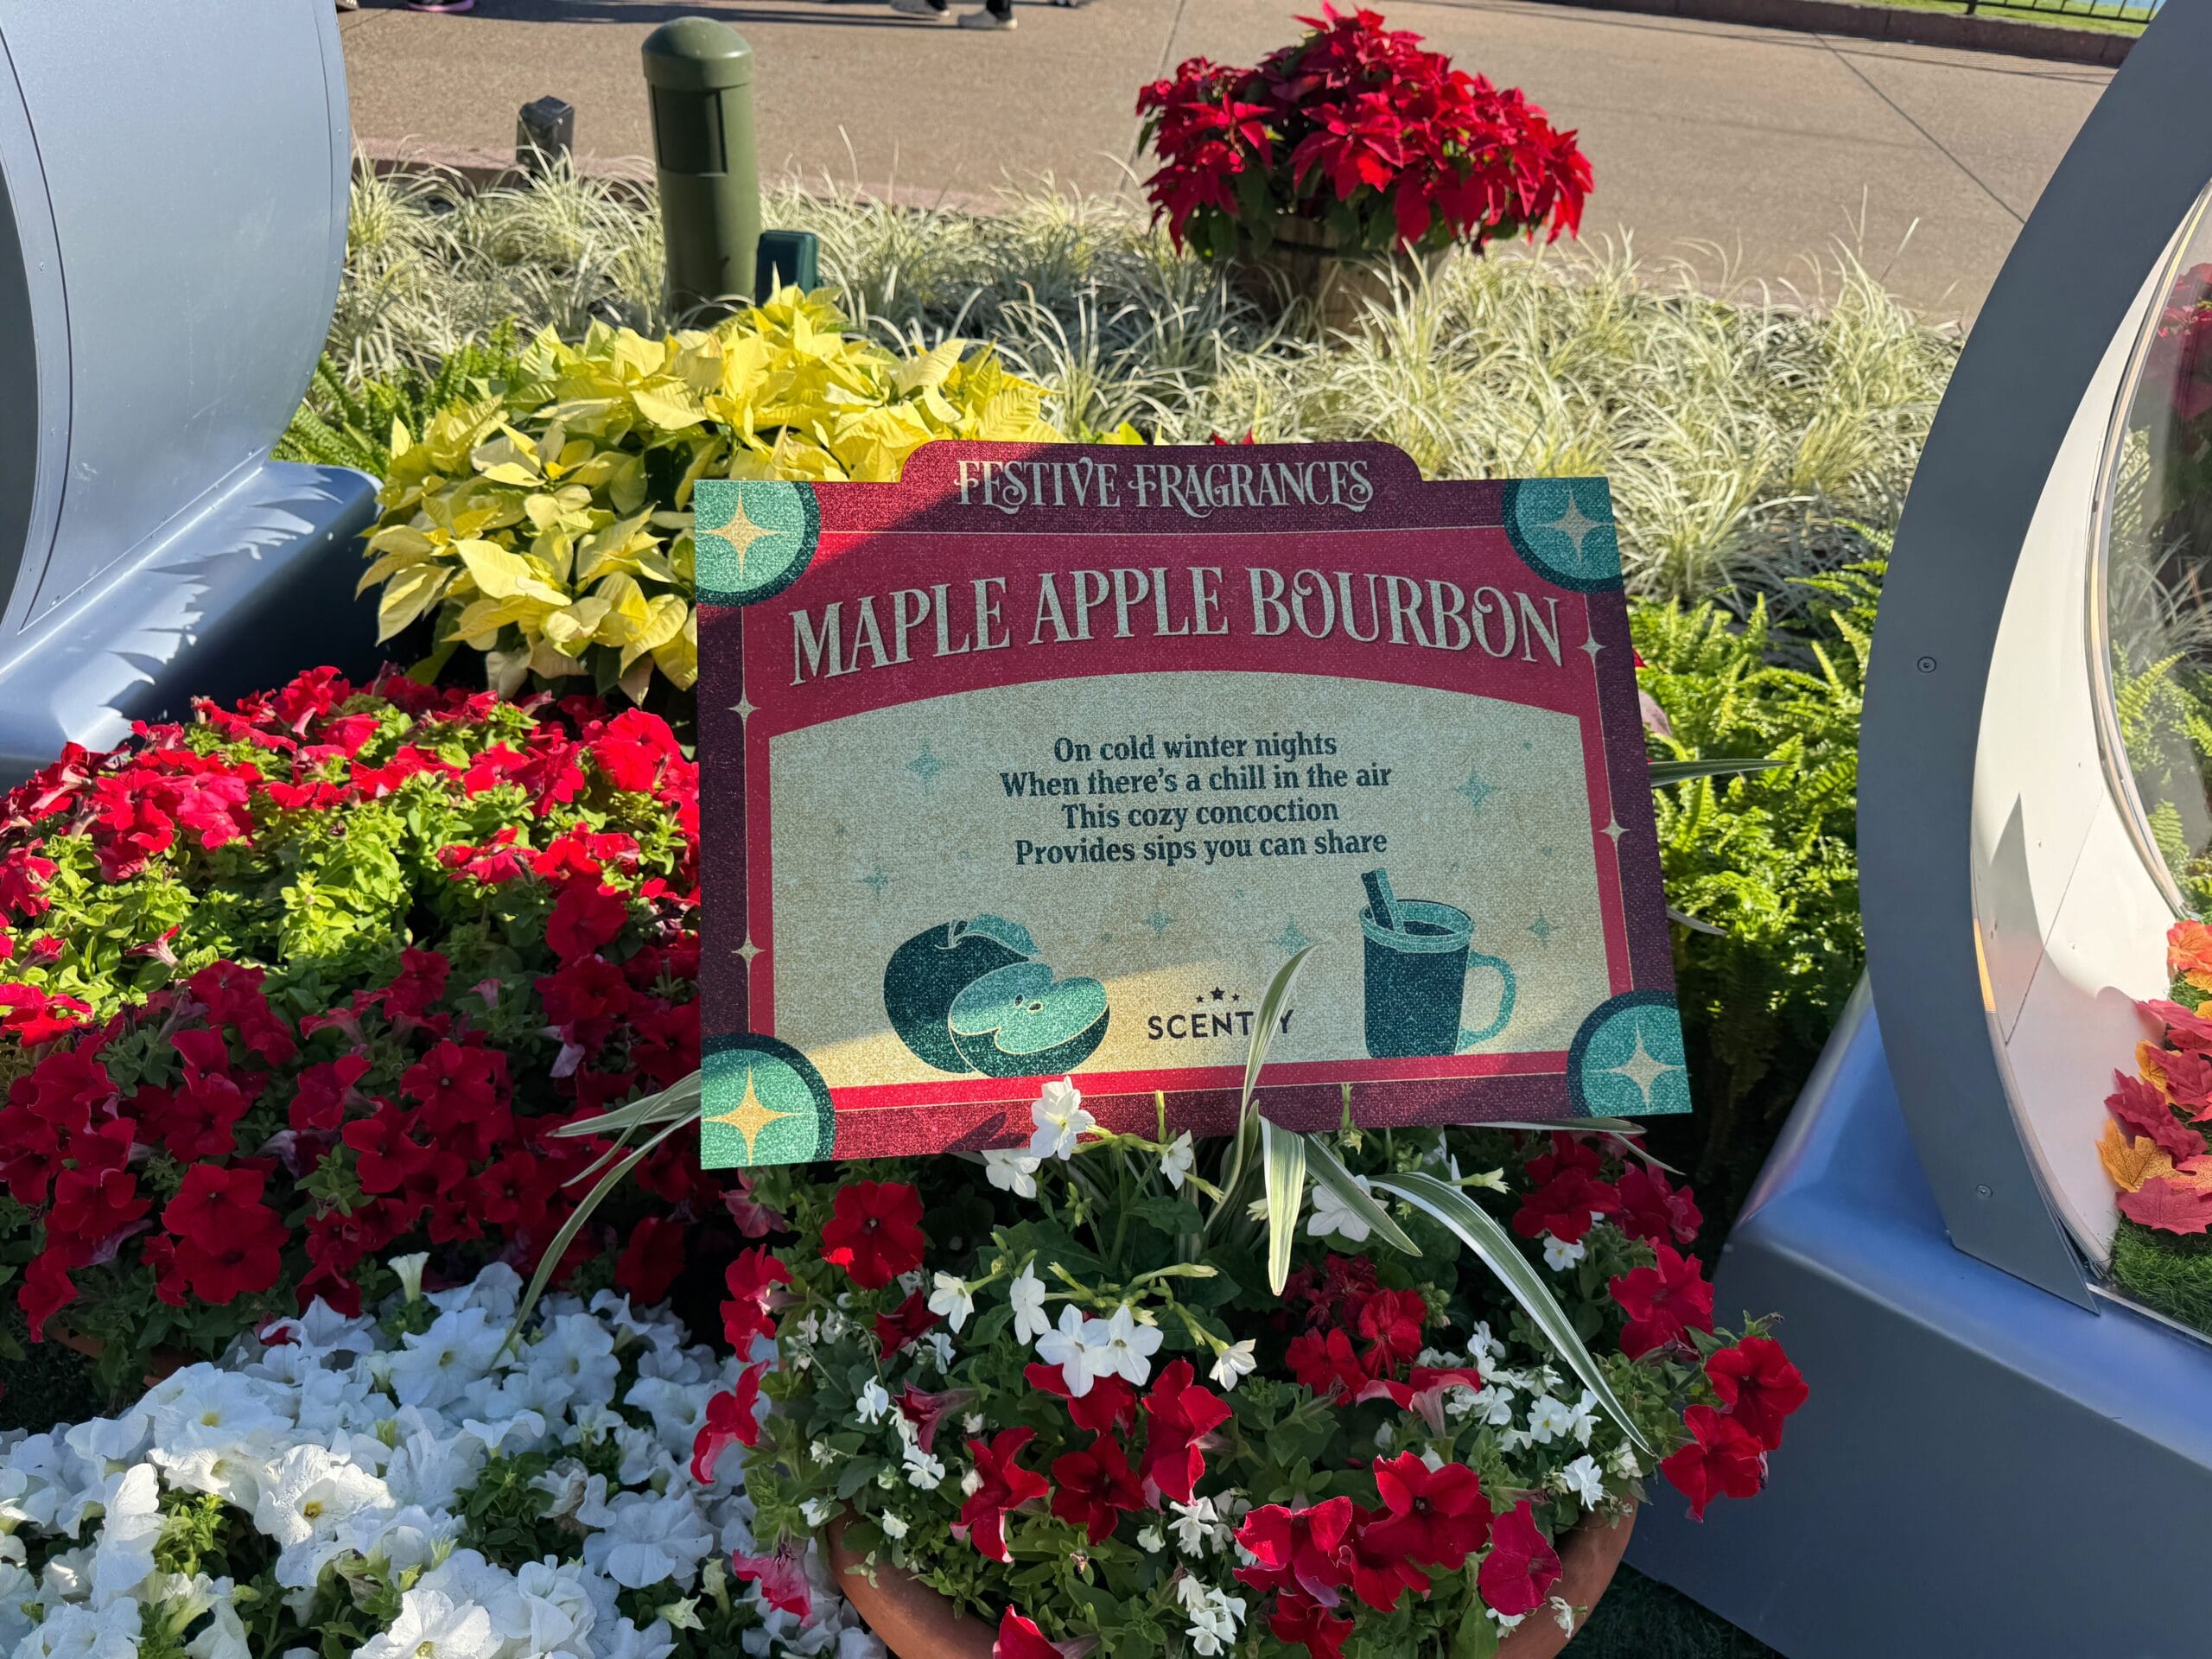 FESTIVE FRAGRANCES
MAPLE APPLE BOURBON
On cold winter nights
When there's a chill in the air
This cozy concoction
Provides sips you can share
SCENTSY